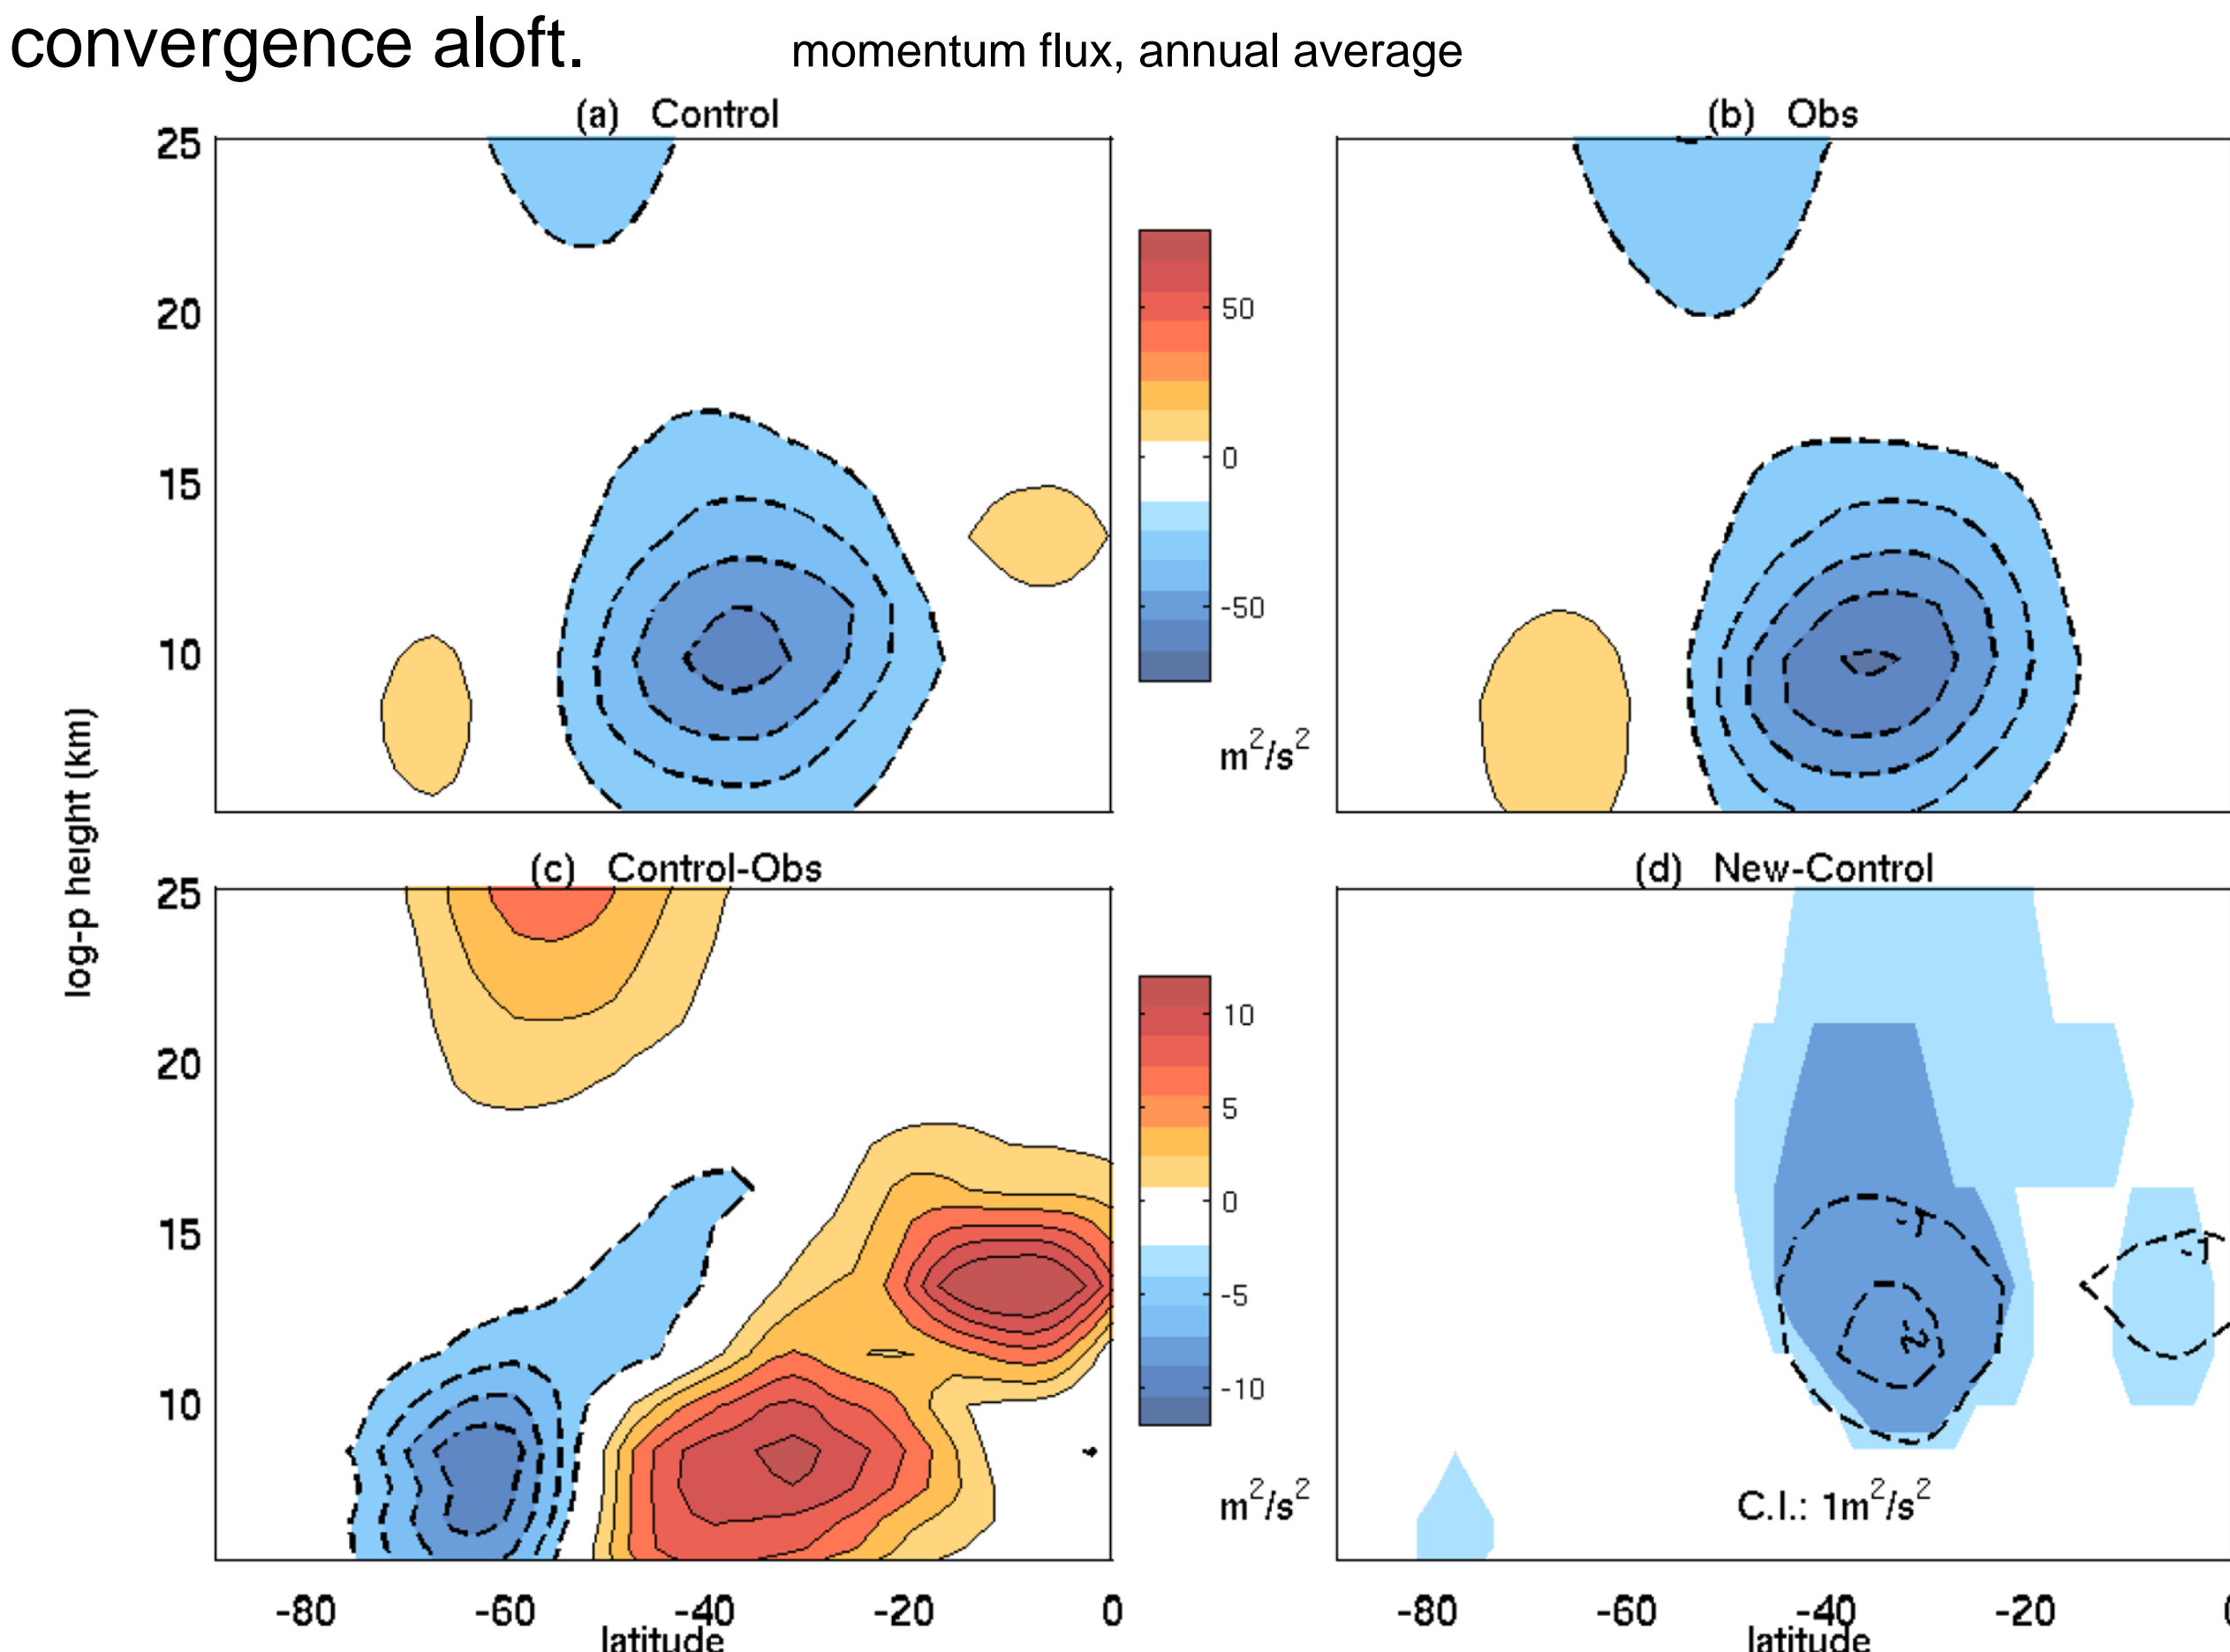 convergence aloft.
momentum flux, annual average
(a) Control
(b) Obs
25
20
15
10
50
0
-50
m²/s²
log-p height (km)
(c) Control-Obs
(d) New-Control
25
20
15
10
10
5
0
-5
-10
m²/s²
-1
-2
-1
C.I.: 1m²/s²
-80 -60 -40 -20 0
latitude
-80 -60 -40 -20
latitude